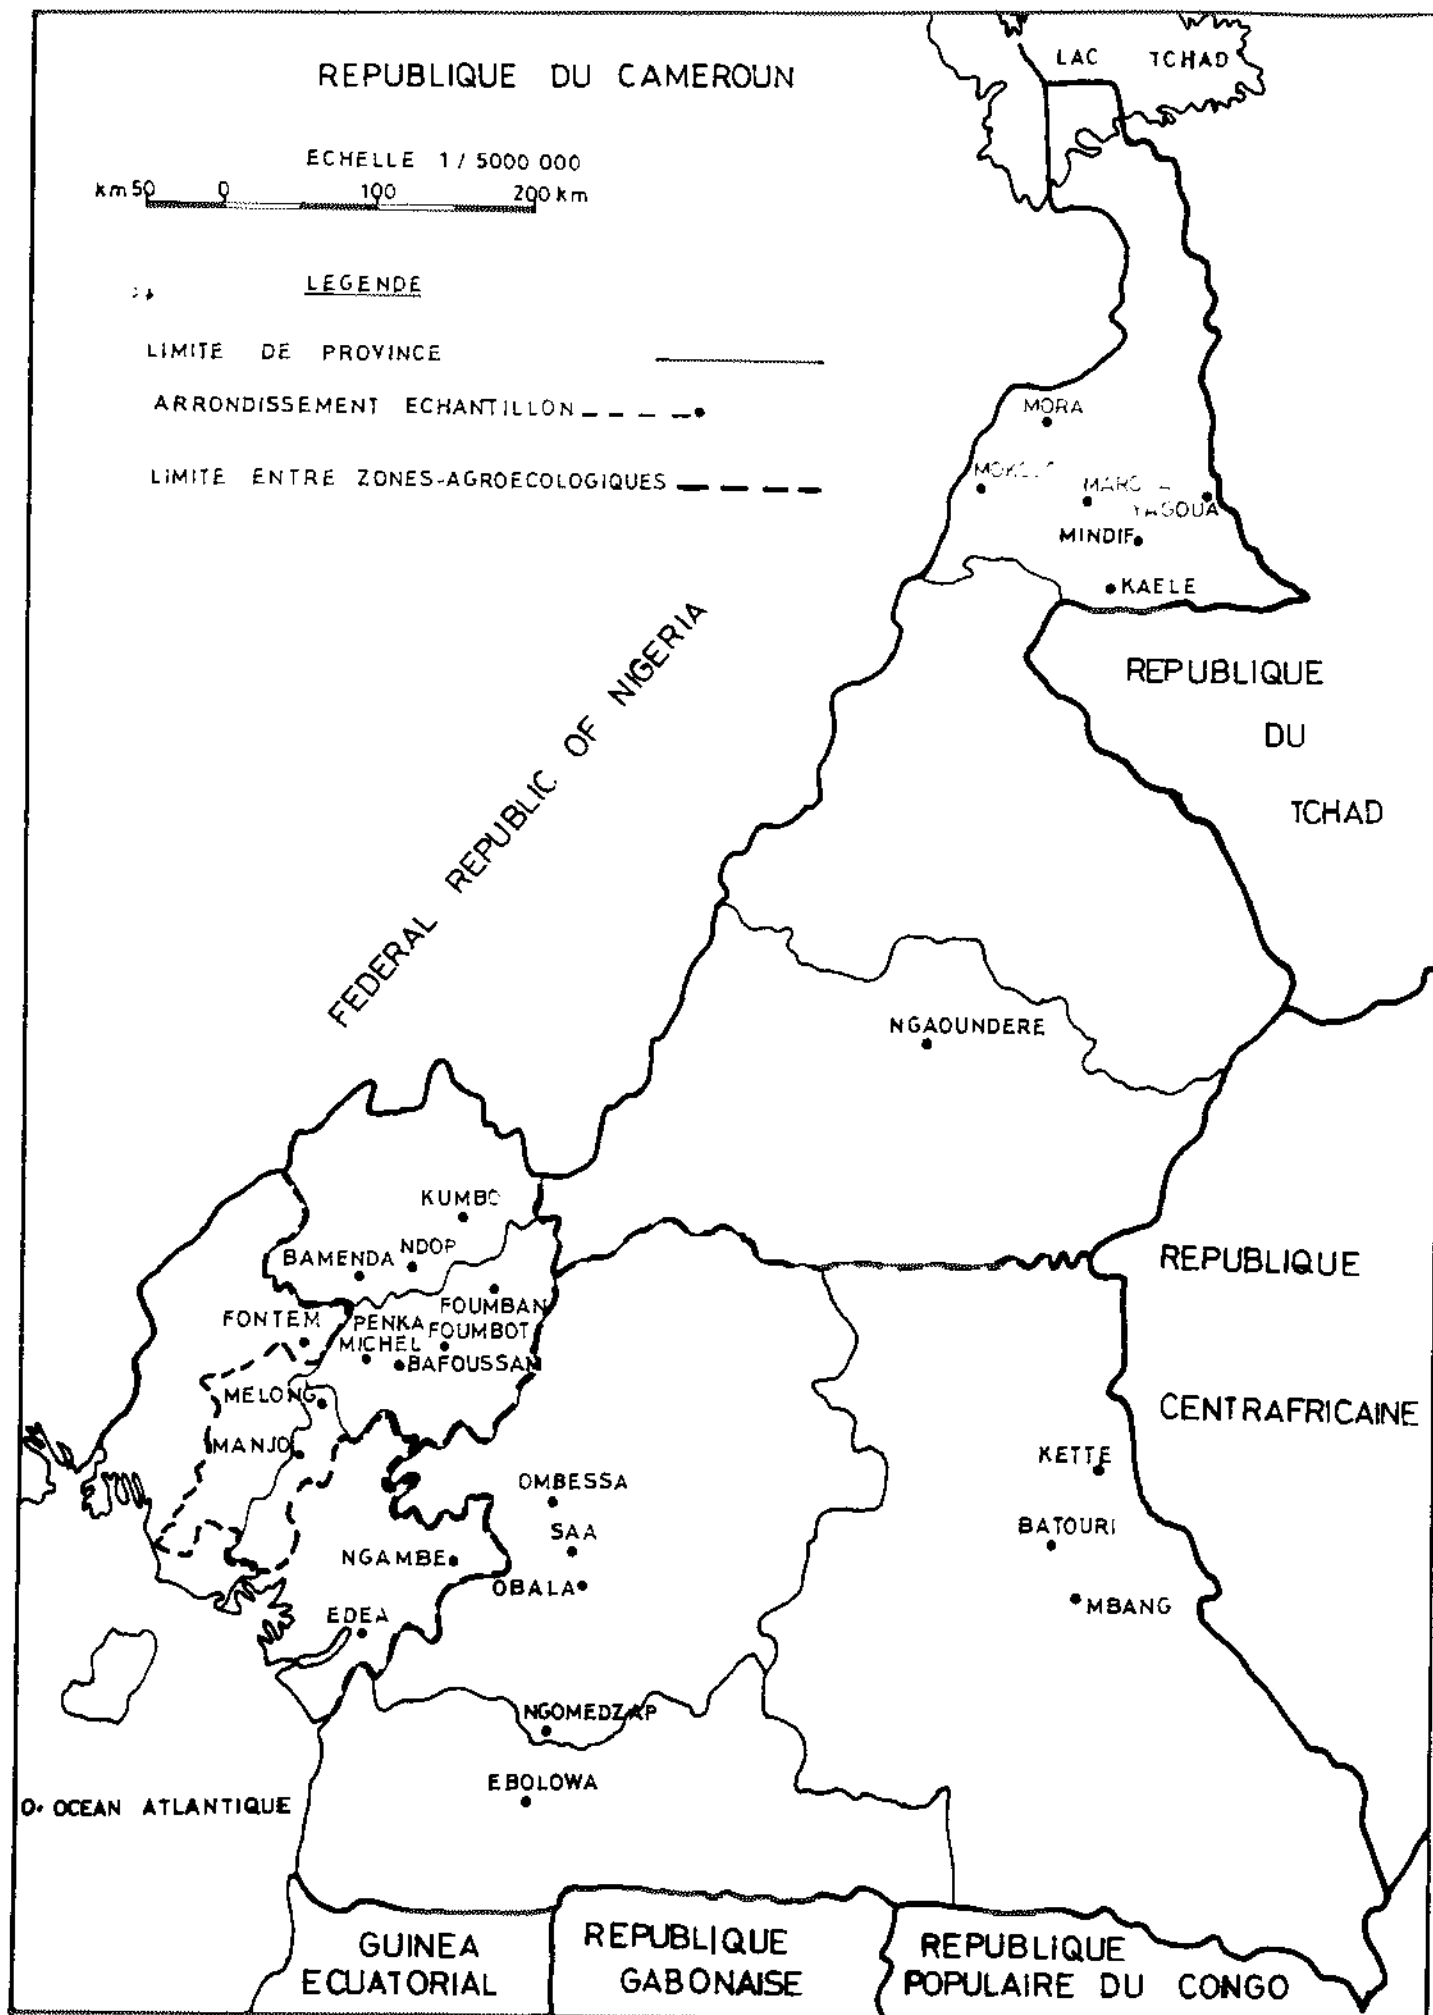 REPUBLIQUE DU CAMEROUN
LAC TCHAD
ECHELLE 1 / 5000 000
km 50 0 100 200 km
LEGENDE
LIMITE DE PROVINCE
ARRONDISSEMENT ECHANTILLON
LIMITE ENTRE ZONES-AGROECOLOGIQUES
MORA
YAGOUA
MINDIF
KAELE
FEDERAL REPUBLIC OF NIGERIA
REPUBLIQUE
DU
TCHAD
NGAOUNDERE
KUMBO
BAMENDA
NDOP
FOUMBAN
FONTEM
PENKA
MICHEL
FOUMBOT
BAFOUSSAM
MELONG
MANJO
REPUBLIQUE
CENTRAFRICAINE
KETTE
OMBESSA
SAA
BATOURI
NGAMBE
OBALA
MBANG
EDEA
NGOMEDZAP
EBOLOWA
OCEAN ATLANTIQUE
GUINEA
ECUATORIAL
REPUBLIQUE
GABONAISE
REPUBLIQUE
POPULAIRE DU CONGO